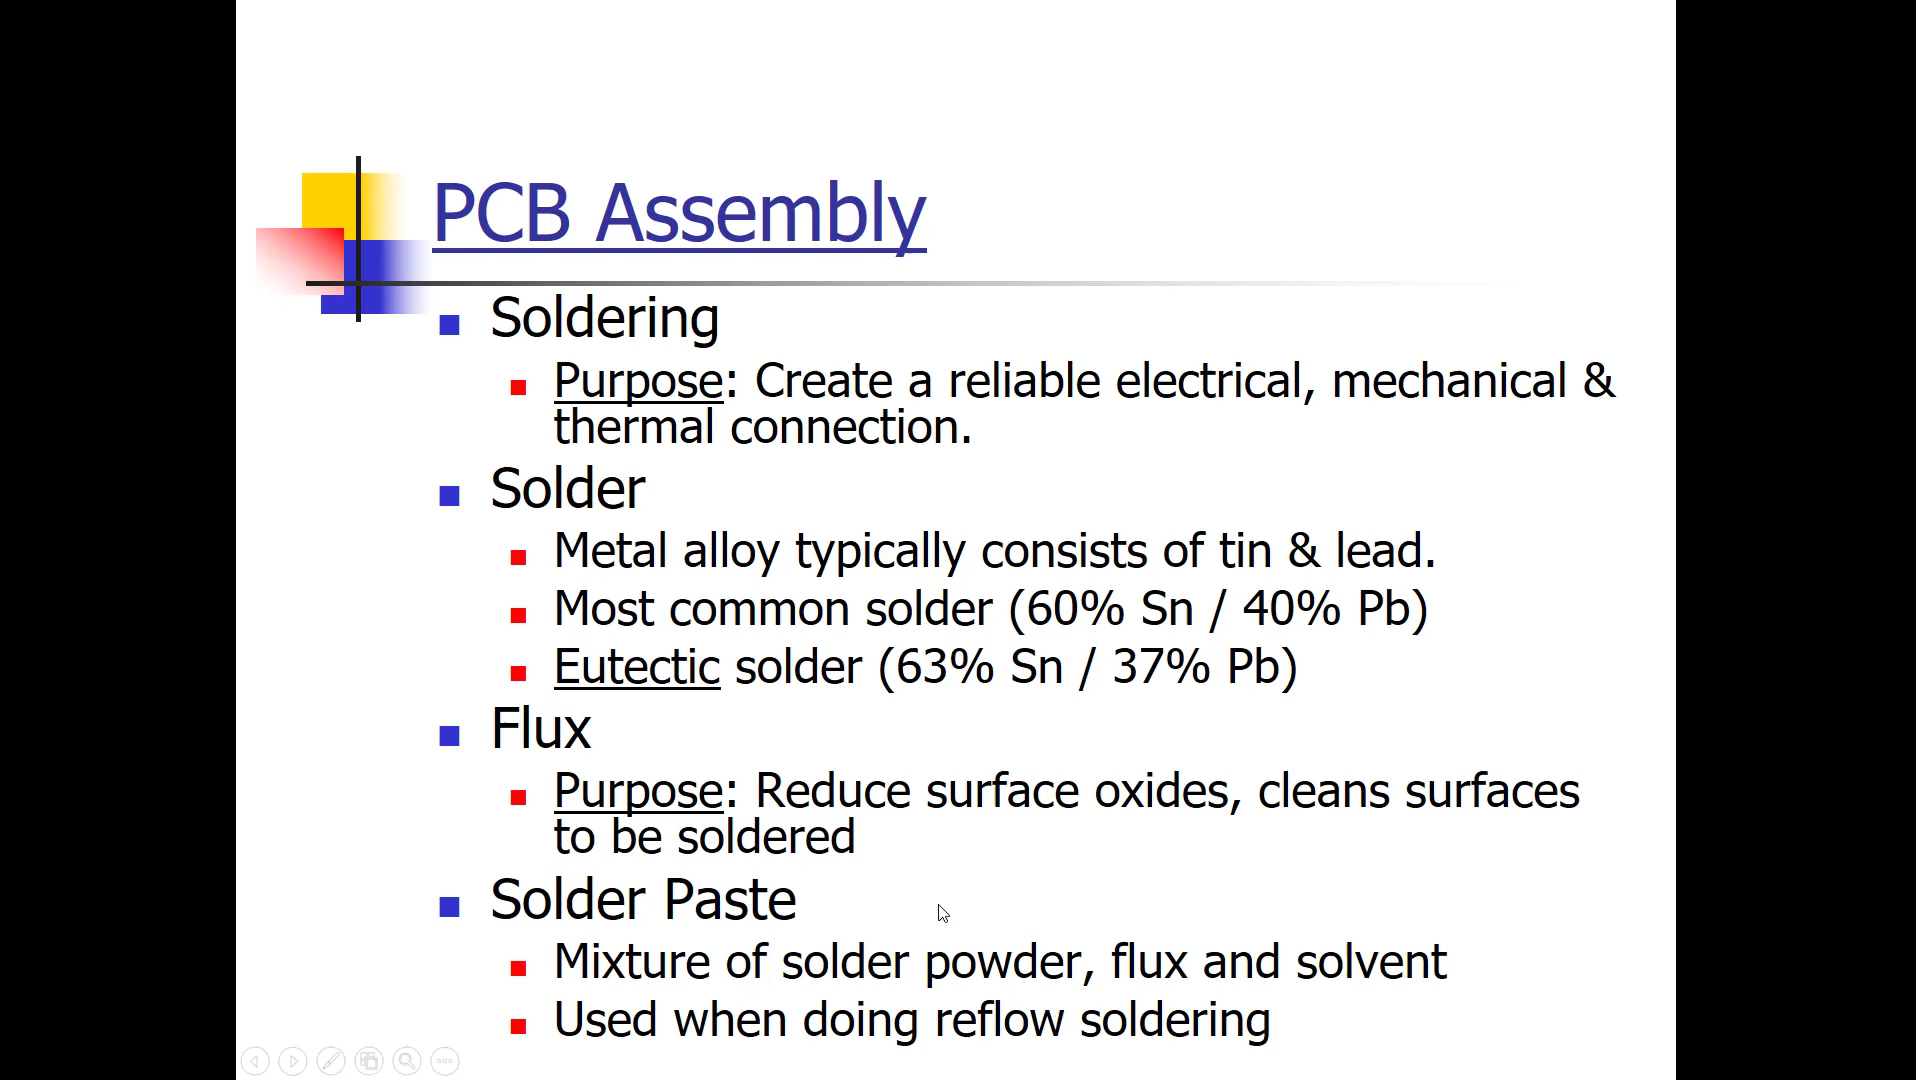 PCB Assembly
Soldering
Purpose: Create a reliable electrical, mechanical &
thermal connection.
Solder
Metal alloy typically consists of tin & lead.
Most common solder (60% Sn / 40% Pb)
Eutectic solder (63% Sn / 37% Pb)
Flux
Purpose: Reduce surface oxides, cleans surfaces
to be soldered
Solder Paste
Mixture of solder powder, flux and solvent
Used when doing reflow soldering